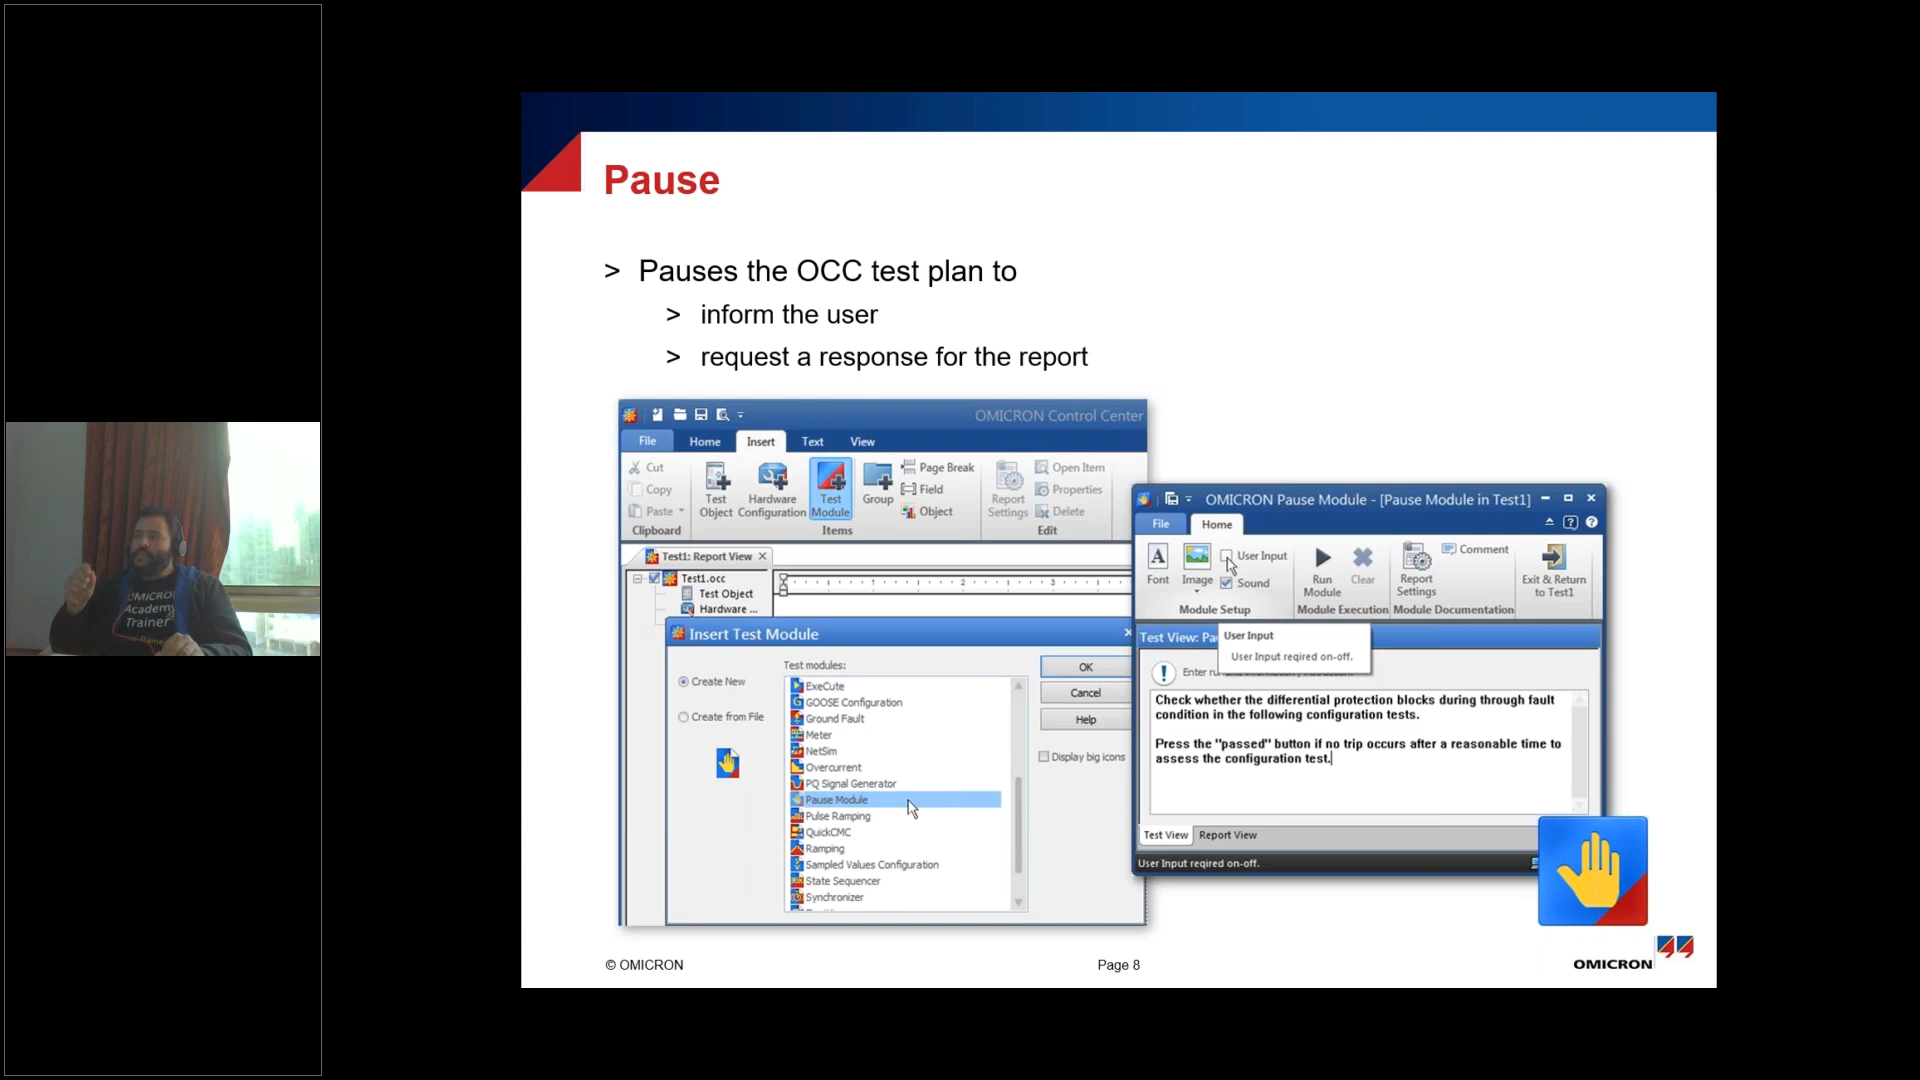 Pause
> Pauses the OCC test plan to
> inform the user
> request a response for the report
OMICRON Control Center
File Home Insert Text View
Cut
Copy
Paste
Clipboard
Test Object
Hardware Configuration
Test Module
Group
Page Break
Field
Object
Items
Report Settings
Open Item
Properties
Delete
Edit
Test1: Report View
Test1.occ
Test Object
Hardware ...
1 2 3
Insert Test Module
Create New
Create from File
Test modules:
ExeCute
GOOSE Configuration
Ground Fault
Meter
NetSim
Overcurrent
PQ Signal Generator
Pause Module
Pulse Ramping
QuickCMC
Ramping
Sampled Values Configuration
State Sequencer
Synchronizer
OK
Cancel
Help
Display big icons
OMICRON Pause Module - [Pause Module in Test1]
File Home
Font
Image
User Input
Sound
Module Setup
Run Module
Clear
Module Execution
Report Settings
Comment
Module Documentation
Exit & Return to Test1
Test View: Pa
User Input
User Input reqired on-off.
Enter
Check whether the differential protection blocks during through fault
condition in the following configuration tests.
Press the "passed" button if no trip occurs after a reasonable time to
assess the configuration test.
Test View Report View
User Input reqired on-off.
© OMICRON
Page 8
OMICRON
OMICRON
Academy
Trainer